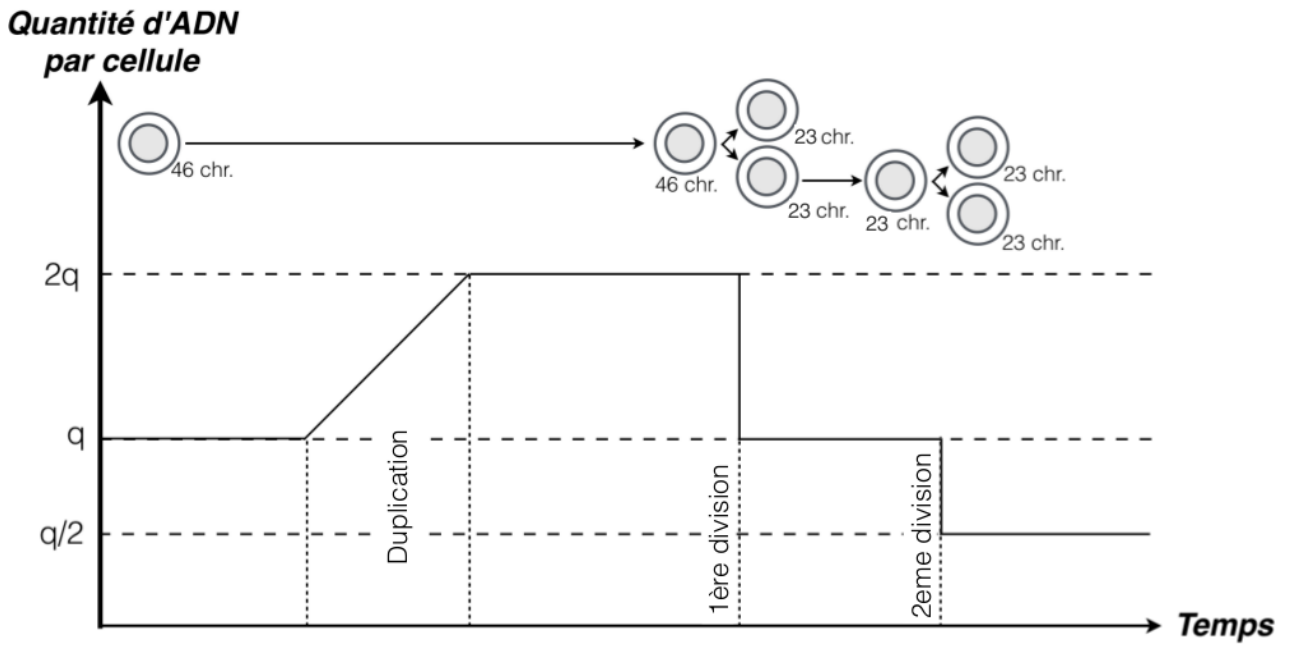 Quantité d'ADN
par cellule
46 chr.
46 chr.
23 chr.
23 chr.
23 chr.
23 chr.
23 chr.
2q
q
q/2
Duplication
1ère division
2eme division
Temps